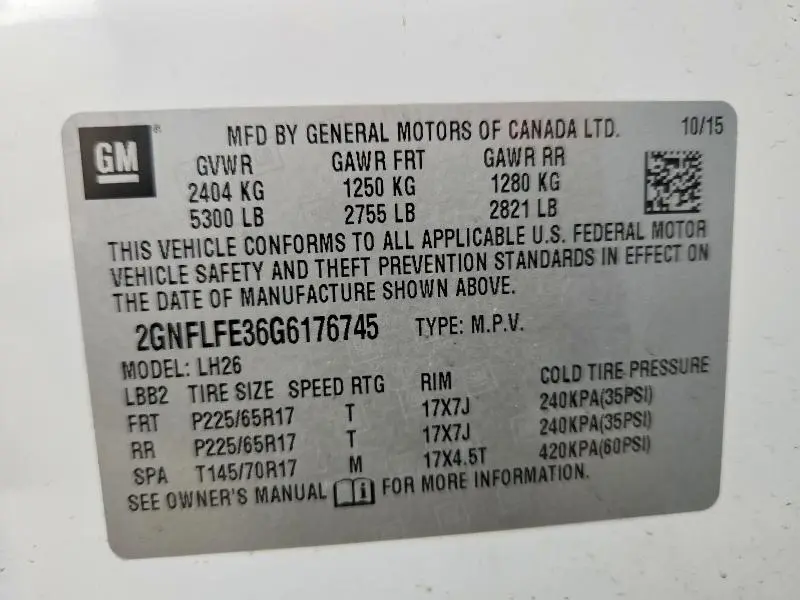 GM ® MFD BY GENERAL MOTORS OF CANADA LTD. 10/15
GVWR GAWR FRT GAWR RR
2404 KG 1250 KG 1280 KG
5300 LB 2755 LB 2821 LB
THIS VEHICLE CONFORMS TO ALL APPLICABLE U.S. FEDERAL MOTOR
VEHICLE SAFETY AND THEFT PREVENTION STANDARDS IN EFFECT ON
THE DATE OF MANUFACTURE SHOWN ABOVE.
2GNFLFE36G6176745 TYPE: M.P.V.
MODEL: LH26
LBB2 TIRE SIZE SPEED RTG RIM COLD TIRE PRESSURE
FRT P225/65R17 T 17X7J 240KPA(35PSI)
RR P225/65R17 T 17X7J 240KPA(35PSI)
SPA T145/70R17 M 17X4.5T 420KPA(60PSI)
SEE OWNER'S MANUAL FOR MORE INFORMATION.